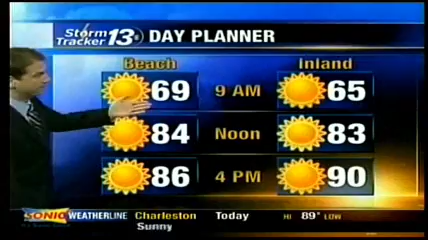 Storm
Tracker 13 DAY PLANNER
Beach Inland
69 9 AM 65
84 Noon 83
86 4 PM 90
SONIC WEATHERLINE Charleston Today HI 89° LOW
Sunny